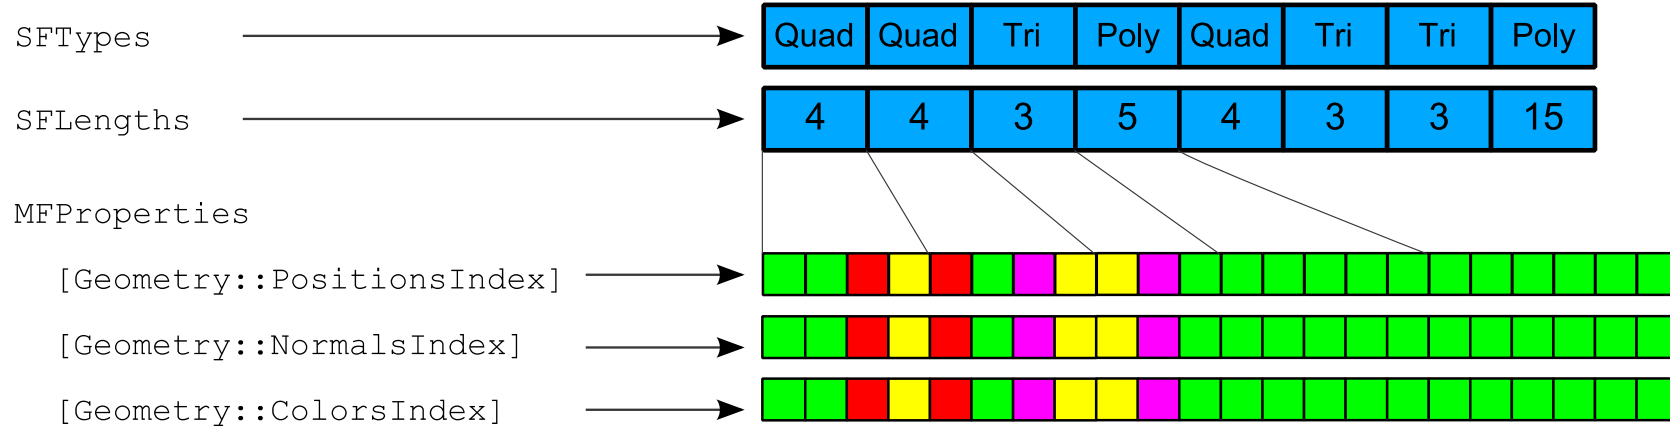 SFTypes Quad Quad Tri Poly Quad Tri Tri Poly
SFLengths 4 4 3 5 4 3 3 15
MFProperties
[Geometry::PositionsIndex]
[Geometry::NormalsIndex]
[Geometry::ColorsIndex]